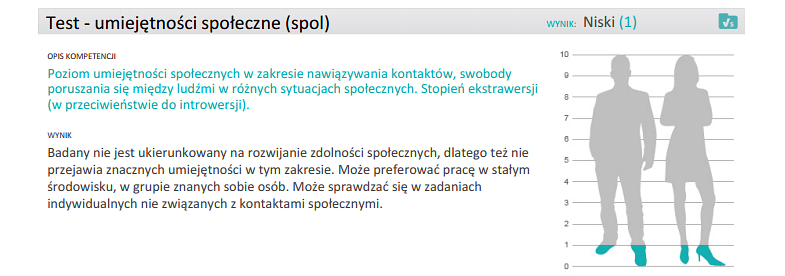 Test - umiejętności społeczne (spol)
WYNIK: Niski (1)
OPIS KOMPETENCJI
Poziom umiejętności społecznych w zakresie nawiązywania kontaktów, swobody
poruszania się między ludźmi w różnych sytuacjach społecznych. Stopień ekstrawersji
(w przeciwieństwie do introwersji).
WYNIK
Badany nie jest ukierunkowany na rozwijanie zdolności społecznych, dlatego też nie
przejawia znacznych umiejętności w tym zakresie. Może preferować pracę w stałym
środowisku, w grupie znanych sobie osób. Może sprawdzać się w zadaniach
indywidualnych nie związanych z kontaktami społecznymi.
10
9
8
7
6
5
4
3
2
1
0